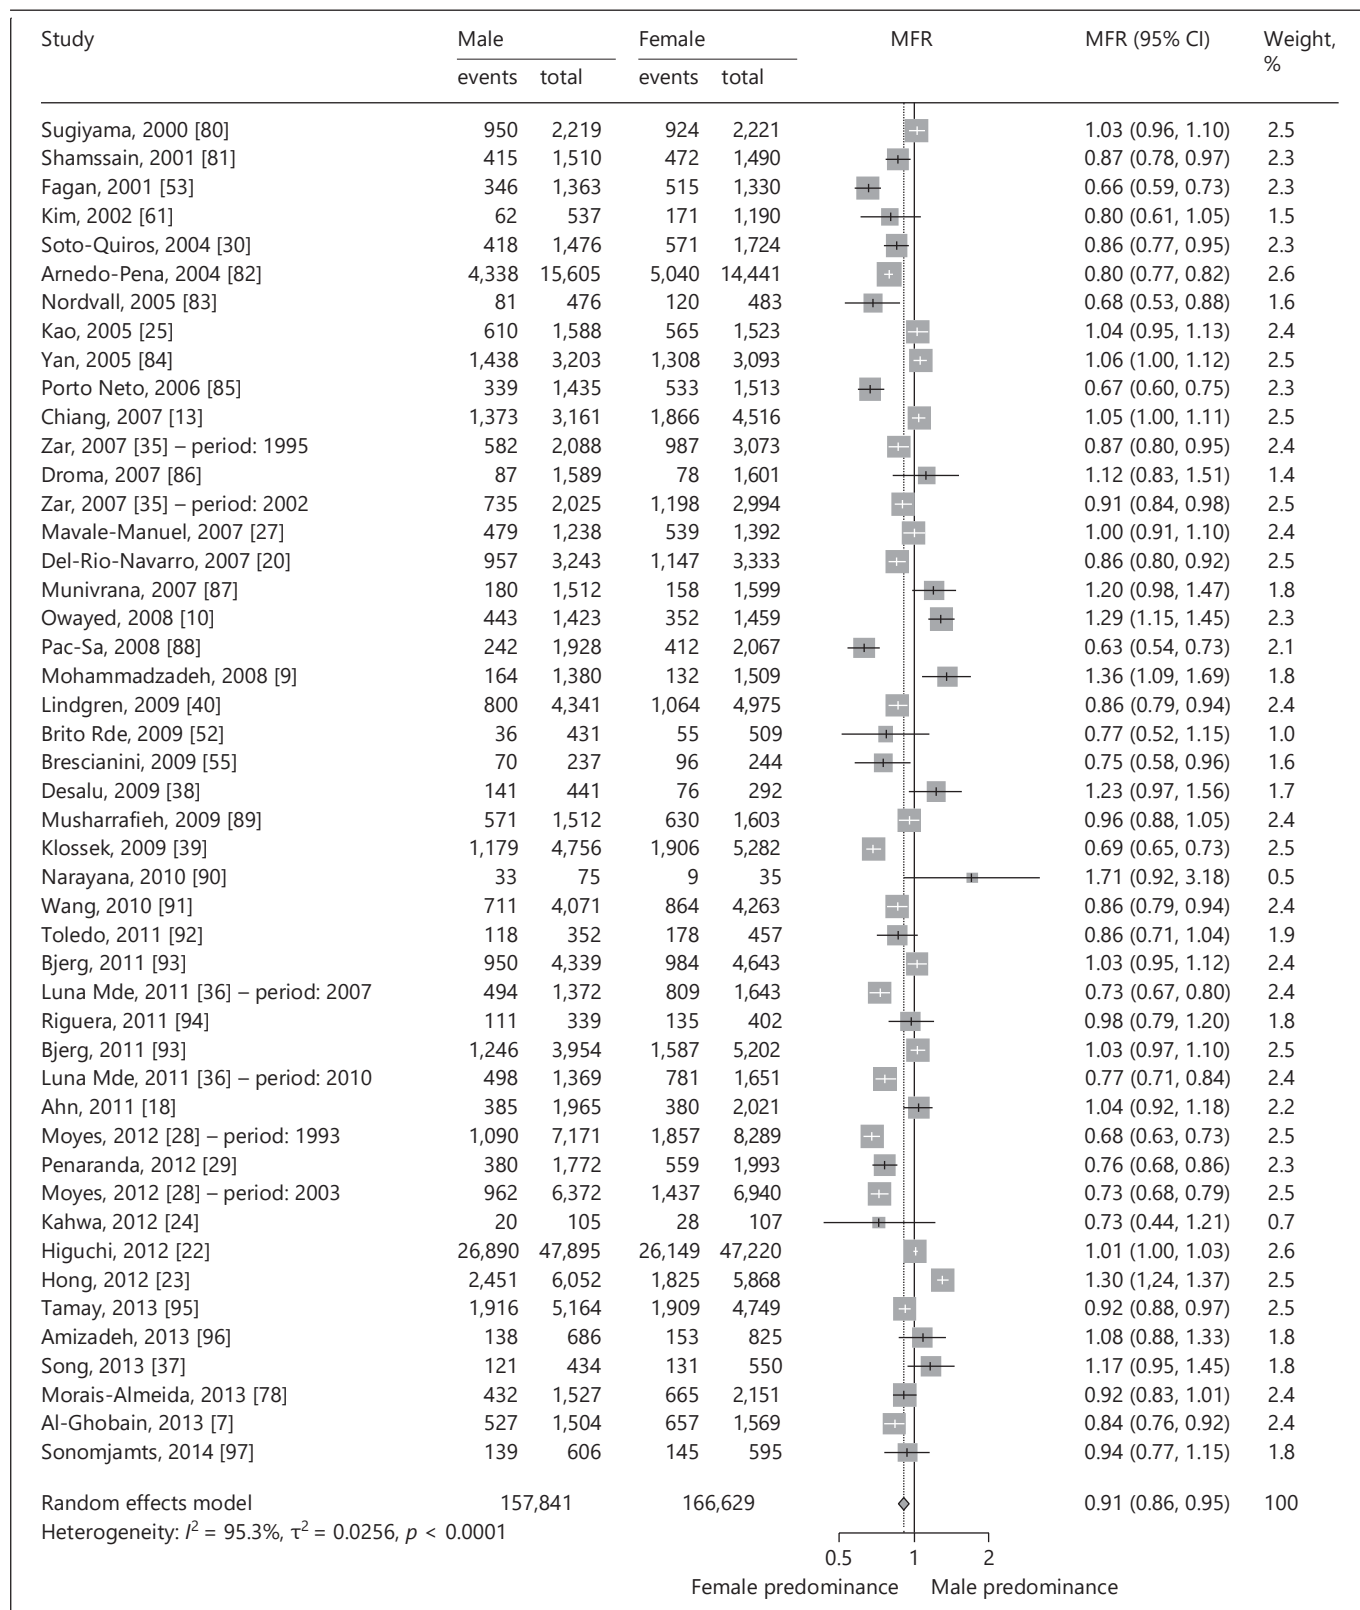 Study Male Female MFR MFR (95% CI) Weight,
%
events total events total
Sugiyama, 2000 [80] 950 2,219 924 2,221 1.03 (0.96, 1.10) 2.5
Shamssain, 2001 [81] 415 1,510 472 1,490 0.87 (0.78, 0.97) 2.3
Fagan, 2001 [53] 346 1,363 515 1,330 0.66 (0.59, 0.73) 2.3
Kim, 2002 [61] 62 537 171 1,190 0.80 (0.61, 1.05) 1.5
Soto-Quiros, 2004 [30] 418 1,476 571 1,724 0.86 (0.77, 0.95) 2.3
Arnedo-Pena, 2004 [82] 4,338 15,605 5,040 14,441 0.80 (0.77, 0.82) 2.6
Nordvall, 2005 [83] 81 476 120 483 0.68 (0.53, 0.88) 1.6
Kao, 2005 [25] 610 1,588 565 1,523 1.04 (0.95, 1.13) 2.4
Yan, 2005 [84] 1,438 3,203 1,308 3,093 1.06 (1.00, 1.12) 2.5
Porto Neto, 2006 [85] 339 1,435 533 1,513 0.67 (0.60, 0.75) 2.3
Chiang, 2007 [13] 1,373 3,161 1,866 4,516 1.05 (1.00, 1.11) 2.5
Zar, 2007 [35] – period: 1995 582 2,088 987 3,073 0.87 (0.80, 0.95) 2.4
Droma, 2007 [86] 87 1,589 78 1,601 1.12 (0.83, 1.51) 1.4
Zar, 2007 [35] – period: 2002 735 2,025 1,198 2,994 0.91 (0.84, 0.98) 2.5
Mavale-Manuel, 2007 [27] 479 1,238 539 1,392 1.00 (0.91, 1.10) 2.4
Del-Rio-Navarro, 2007 [20] 957 3,243 1,147 3,333 0.86 (0.80, 0.92) 2.5
Munivrana, 2007 [87] 180 1,512 158 1,599 1.20 (0.98, 1.47) 1.8
Owayed, 2008 [10] 443 1,423 352 1,459 1.29 (1.15, 1.45) 2.3
Pac-Sa, 2008 [88] 242 1,928 412 2,067 0.63 (0.54, 0.73) 2.1
Mohammadzadeh, 2008 [9] 164 1,380 132 1,509 1.36 (1.09, 1.69) 1.8
Lindgren, 2009 [40] 800 4,341 1,064 4,975 0.86 (0.79, 0.94) 2.4
Brito Rde, 2009 [52] 36 431 55 509 0.77 (0.52, 1.15) 1.0
Brescianini, 2009 [55] 70 237 96 244 0.75 (0.58, 0.96) 1.6
Desalu, 2009 [38] 141 441 76 292 1.23 (0.97, 1.56) 1.7
Musharrafieh, 2009 [89] 571 1,512 630 1,603 0.96 (0.88, 1.05) 2.4
Klossek, 2009 [39] 1,179 4,756 1,906 5,282 0.69 (0.65, 0.73) 2.5
Narayana, 2010 [90] 33 75 9 35 1.71 (0.92, 3.18) 0.5
Wang, 2010 [91] 711 4,071 864 4,263 0.86 (0.79, 0.94) 2.4
Toledo, 2011 [92] 118 352 178 457 0.86 (0.71, 1.04) 1.9
Bjerg, 2011 [93] 950 4,339 984 4,643 1.03 (0.95, 1.12) 2.4
Luna Mde, 2011 [36] – period: 2007 494 1,372 809 1,643 0.73 (0.67, 0.80) 2.4
Riguera, 2011 [94] 111 339 135 402 0.98 (0.79, 1.20) 1.8
Bjerg, 2011 [93] 1,246 3,954 1,587 5,202 1.03 (0.97, 1.10) 2.5
Luna Mde, 2011 [36] – period: 2010 498 1,369 781 1,651 0.77 (0.71, 0.84) 2.4
Ahn, 2011 [18] 385 1,965 380 2,021 1.04 (0.92, 1.18) 2.2
Moyes, 2012 [28] – period: 1993 1,090 7,171 1,857 8,289 0.68 (0.63, 0.73) 2.5
Penaranda, 2012 [29] 380 1,772 559 1,993 0.76 (0.68, 0.86) 2.3
Moyes, 2012 [28] – period: 2003 962 6,372 1,437 6,940 0.73 (0.68, 0.79) 2.5
Kahwa, 2012 [24] 20 105 28 107 0.73 (0.44, 1.21) 0.7
Higuchi, 2012 [22] 26,890 47,895 26,149 47,220 1.01 (1.00, 1.03) 2.6
Hong, 2012 [23] 2,451 6,052 1,825 5,868 1.30 (1.24, 1.37) 2.5
Tamay, 2013 [95] 1,916 5,164 1,909 4,749 0.92 (0.88, 0.97) 2.5
Amizadeh, 2013 [96] 138 686 153 825 1.08 (0.88, 1.33) 1.8
Song, 2013 [37] 121 434 131 550 1.17 (0.95, 1.45) 1.8
Morais-Almeida, 2013 [78] 432 1,527 665 2,151 0.92 (0.83, 1.01) 2.4
Al-Ghobain, 2013 [7] 527 1,504 657 1,569 0.84 (0.76, 0.92) 2.4
Sonomjamts, 2014 [97] 139 606 145 595 0.94 (0.77, 1.15) 1.8
Random effects model 157,841 166,629 0.91 (0.86, 0.95) 100
Heterogeneity: I² = 95.3%, τ² = 0.0256, p < 0.0001
0.5 1 2
Female predominance Male predominance